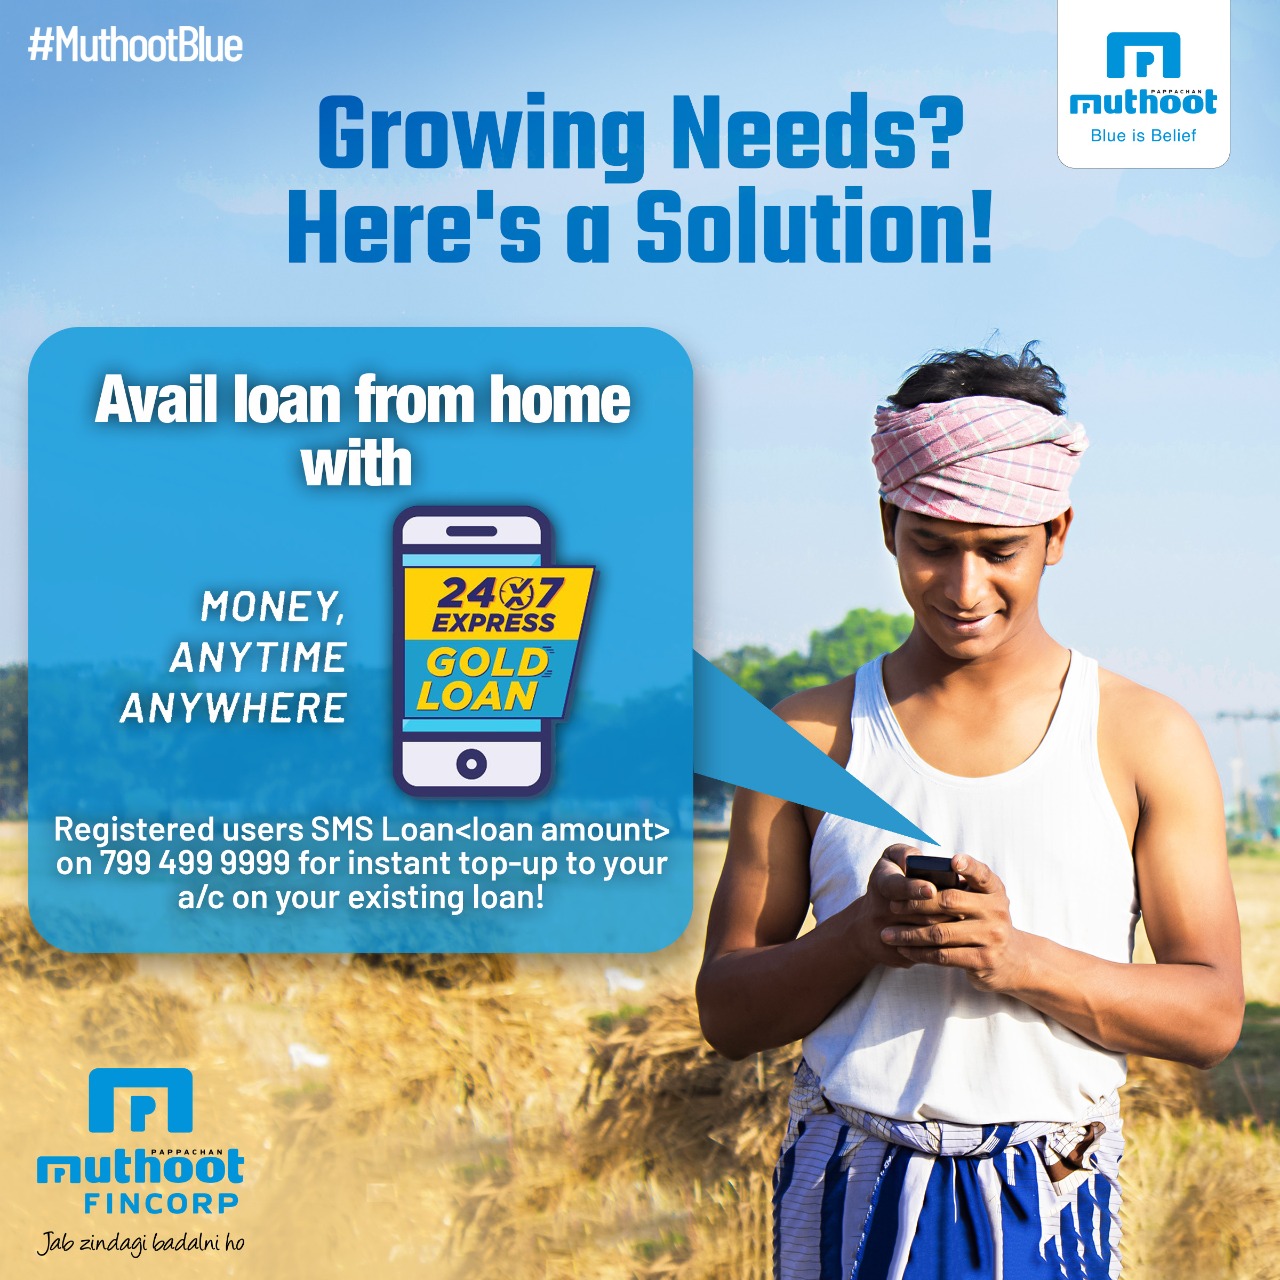 #MuthootBlue
PAPPACHAN
muthoot
Blue is Belief
Growing Needs?
Here's a Solution!
Avail loan from home
with
MONEY,
ANYTIME
ANYWHERE
24x7
EXPRESS
GOLD
LOAN
Registered users SMS Loan<loan amount>
on 799 499 9999 for instant top-up to your
a/c on your existing loan!
PAPPACHAN
muthoot
FINCORP
Jab zindagi badalni ho